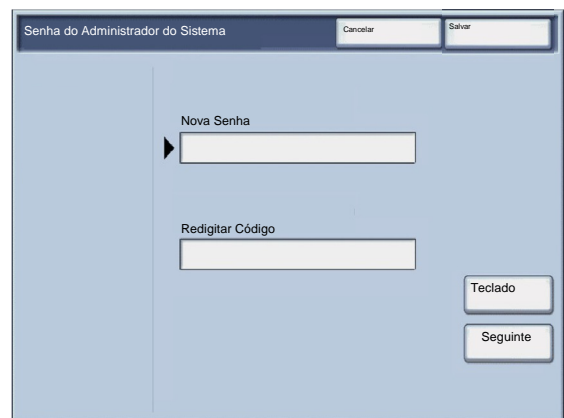 Senha do Administrador do Sistema
Cancelar
Salvar
Nova Senha
Redigitar Código
Teclado
Seguinte